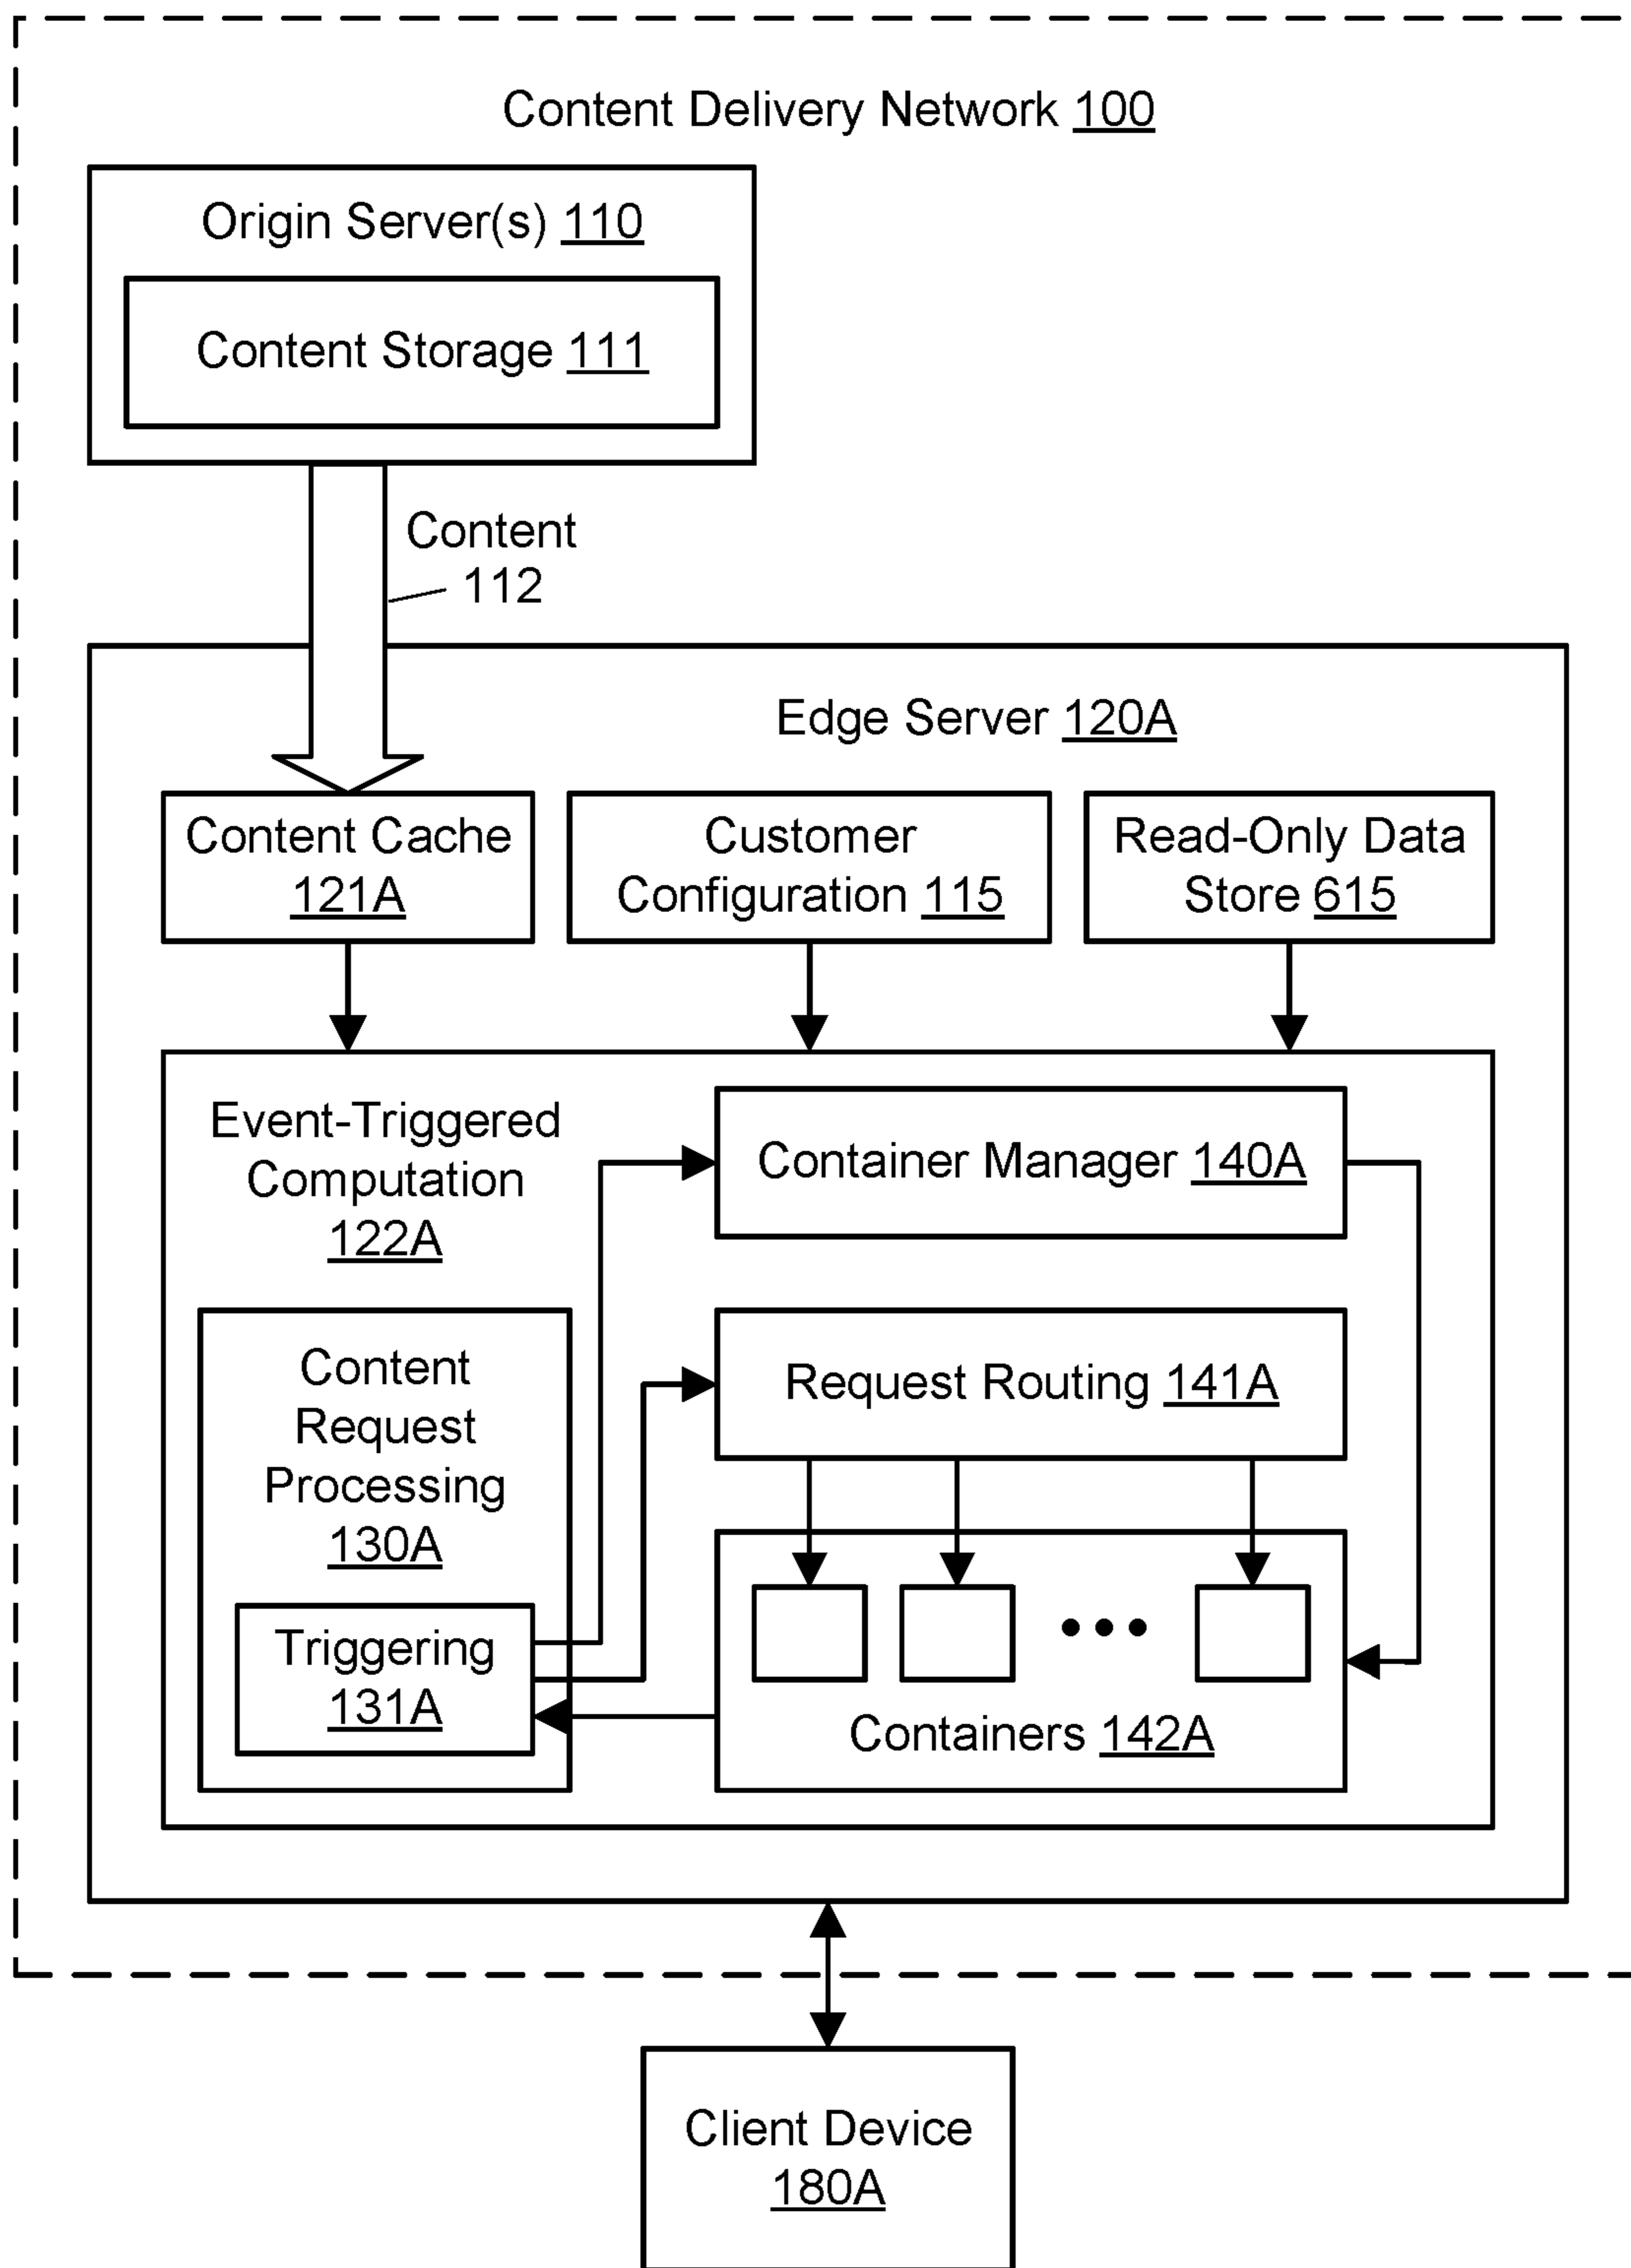 Content Delivery Network 100
Origin Server(s) 110
Content Storage 111
Content
112
Edge Server 120A
Content Cache
121A
Customer
Configuration 115
Read-Only Data
Store 615
Event-Triggered
Computation
122A
Container Manager 140A
Content
Request
Processing
130A
Request Routing 141A
Triggering
131A
Containers 142A
Client Device
180A